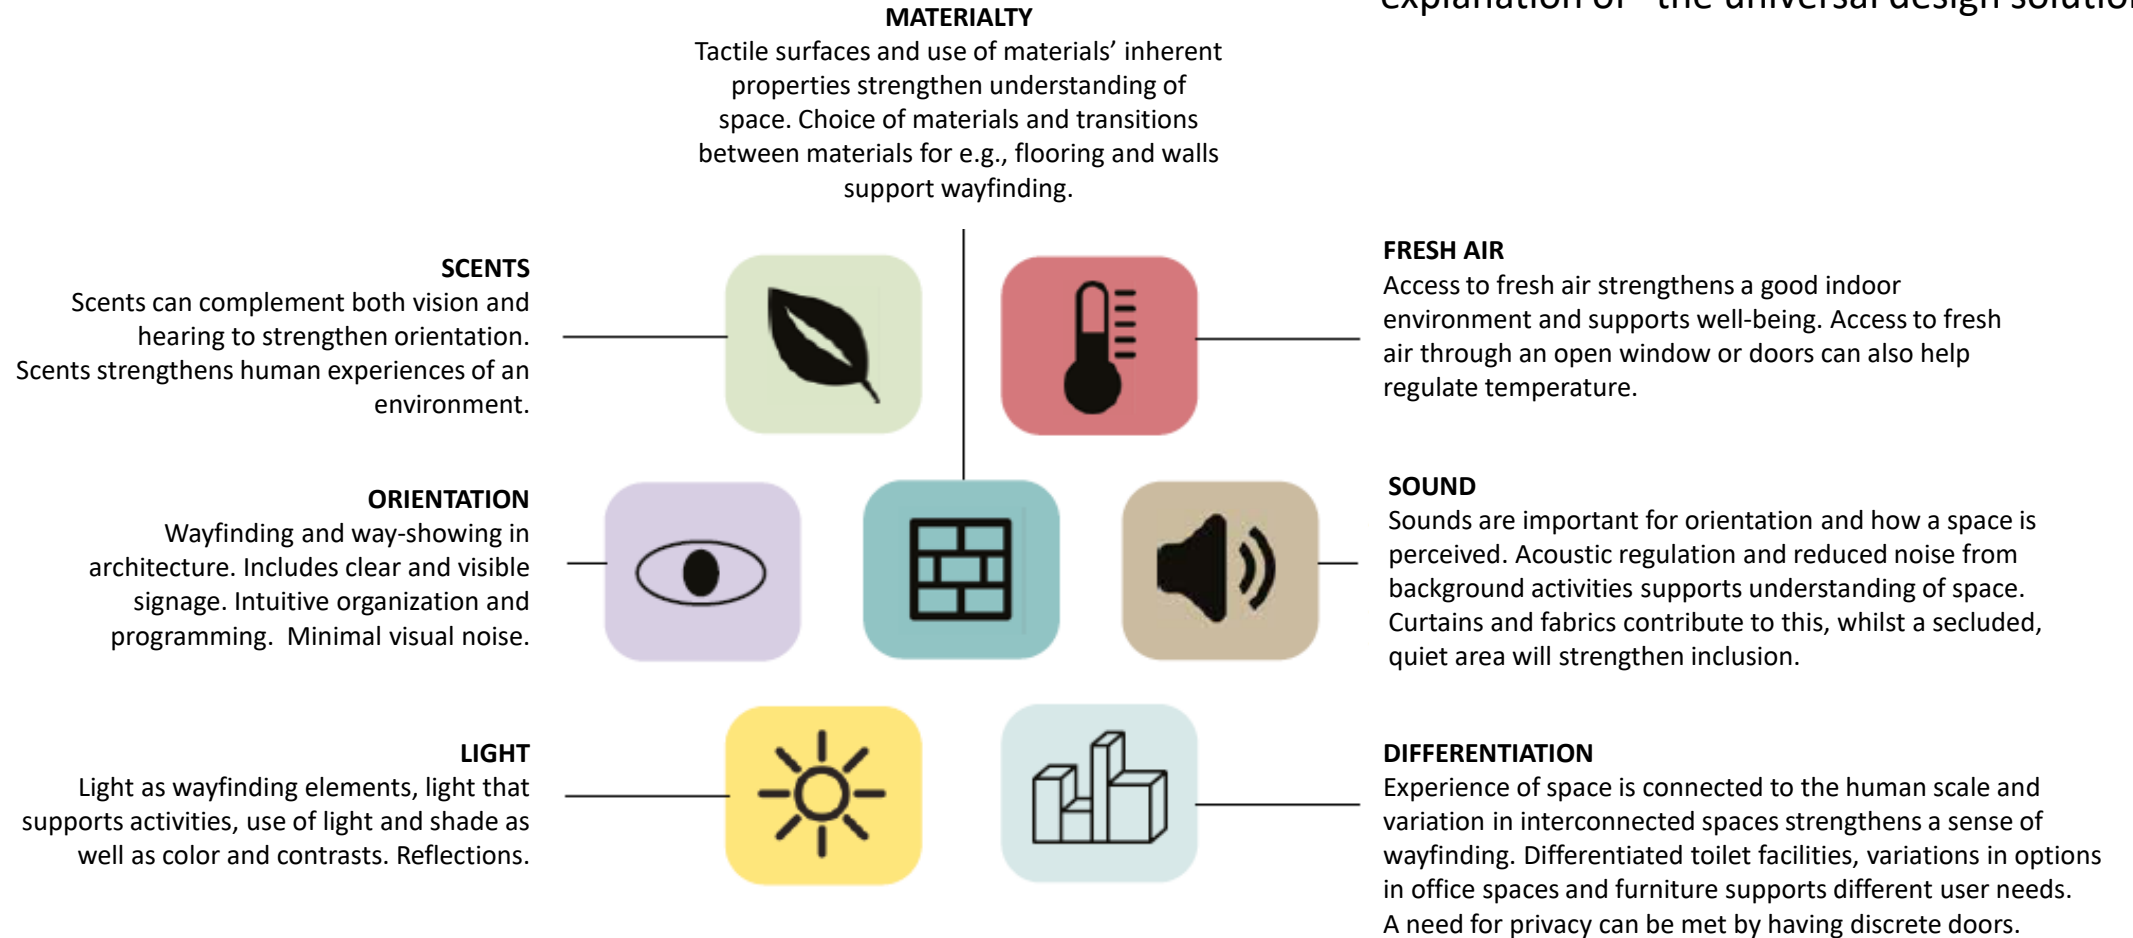 explanation of "the universal design solution
MATERIALTY
Tactile surfaces and use of materials' inherent
properties strengthen understanding of
space. Choice of materials and transitions
between materials for e.g., flooring and walls
support wayfinding.
SCENTS
Scents can complement both vision and
hearing to strengthen orientation.
Scents strengthens human experiences of an
environment.
FRESH AIR
Access to fresh air strengthens a good indoor
environment and supports well-being. Access to fresh
air through an open window or doors can also help
regulate temperature.
ORIENTATION
Wayfinding and way-showing in
architecture. Includes clear and visible
signage. Intuitive organization and
programming.  Minimal visual noise.
SOUND
Sounds are important for orientation and how a space is
perceived. Acoustic regulation and reduced noise from
background activities supports understanding of space.
Curtains and fabrics contribute to this, whilst a secluded,
quiet area will strengthen inclusion.
LIGHT
Light as wayfinding elements, light that
supports activities, use of light and shade as
well as color and contrasts. Reflections.
DIFFERENTIATION
Experience of space is connected to the human scale and
variation in interconnected spaces strengthens a sense of
wayfinding. Differentiated toilet facilities, variations in options
in office spaces and furniture supports different user needs.
A need for privacy can be met by having discrete doors.